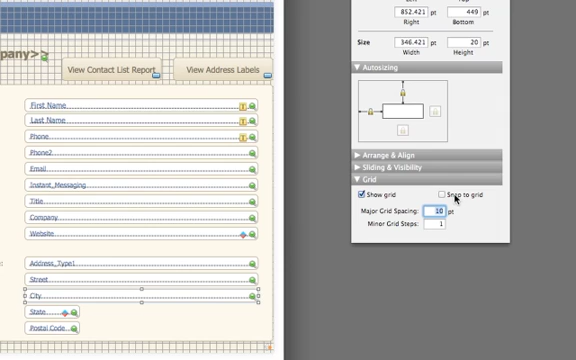 pany>>
View Contact List Report
View Address Labels
First Name
Last Name
Phone
Phone2
Email
Instant_Messaging
Title
Company
Website
Address_Type1
Street
City
State
Postal Code
852.421 pt
449 pt
Right
Bottom
Size
346.421 pt
20 pt
Width
Height
Autosizing
Arrange & Align
Sliding & Visibility
Grid
Show grid
Snap to grid
Major Grid Spacing: 10 pt
Minor Grid Steps: 1